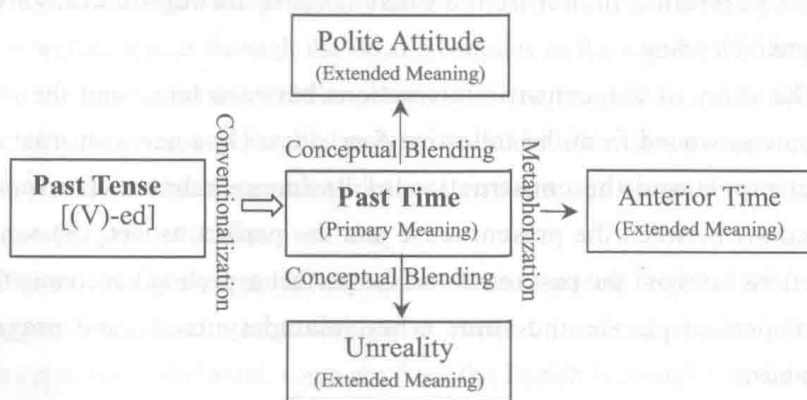 Polite Attitude
(Extended Meaning)
Conceptual Blending
Conventionalization
Metaphorization
Past Tense
[(V)-ed]
Past Time
(Primary Meaning)
Anterior Time
(Extended Meaning)
Conceptual Blending
Unreality
(Extended Meaning)